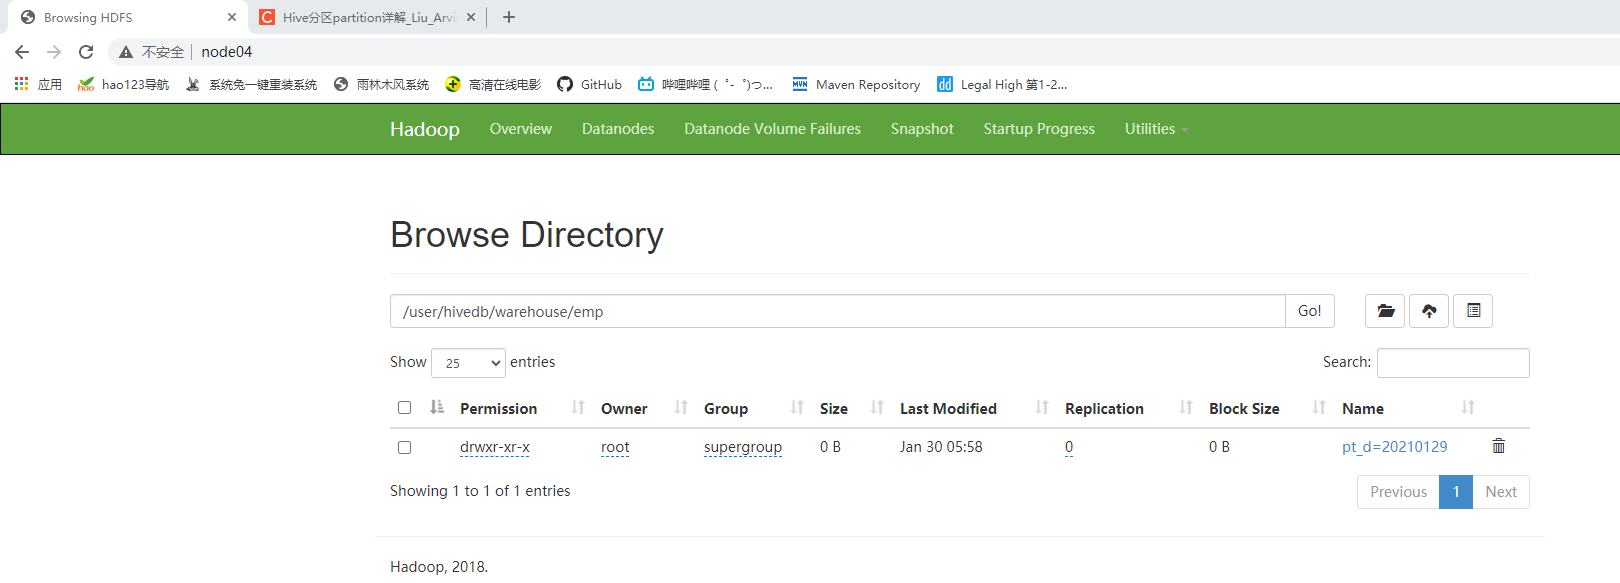 Browsing HDFS
Hive分区partition详解_Liu_Arvi
不安全 node04
应用 hao123导航 系统兔一键重装系统 雨林木风系统 高清在线电影 GitHub 哔哩哔哩 ( ゜- ゜)つ... Maven Repository Legal High 第1-2...
Hadoop Overview Datanodes Datanode Volume Failures Snapshot Startup Progress Utilities
Browse Directory
/user/hivedb/warehouse/emp Go!
Show 25 entries Search:
Permission Owner Group Size Last Modified Replication Block Size Name
drwxr-xr-x root supergroup 0 B Jan 30 05:58 0 0 B pt_d=20210129
Showing 1 to 1 of 1 entries Previous 1 Next
Hadoop, 2018.